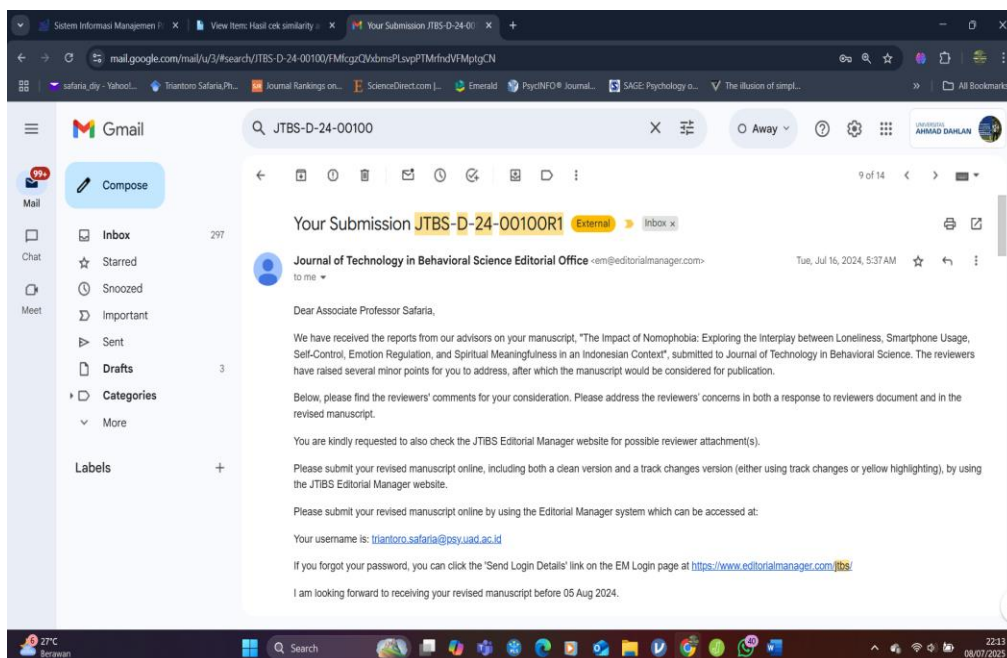 Sistem Informasi Manajemen P
View Item: Hasil cek similarity a
Your Submission JTBS-D-24-00
mail.google.com/mail/u/3/#search/JTBS-D-24-00100/FMfcgzQVxbmsPLsvpPTMrfndVFMptgCN
safaria_diy - Yahoo!...
Triantoro Safaria,Ph...
Journal Rankings on...
ScienceDirect.com |...
Emerald
PsycINFO® Journal...
SAGE: Psychology o...
The illusion of simpl...
All Bookmarks
Gmail
JTBS-D-24-00100
Away
UNIVERSITAS
AHMAD DAHLAN
99+
Mail
Chat
Meet
Compose
Inbox 297
Starred
Snoozed
Important
Sent
Drafts 3
Categories
More
Labels
9 of 14
Your Submission JTBS-D-24-00100R1 External Inbox x
Journal of Technology in Behavioral Science Editorial Office <em@editorialmanager.com> Tue, Jul 16, 2024, 5:37 AM
to me
Dear Associate Professor Safaria,
We have received the reports from our advisors on your manuscript, "The Impact of Nomophobia: Exploring the Interplay between Loneliness, Smartphone Usage,
Self-Control, Emotion Regulation, and Spiritual Meaningfulness in an Indonesian Context", submitted to Journal of Technology in Behavioral Science. The reviewers
have raised several minor points for you to address, after which the manuscript would be considered for publication.
Below, please find the reviewers' comments for your consideration. Please address the reviewers' concerns in both a response to reviewers document and in the
revised manuscript.
You are kindly requested to also check the JTiBS Editorial Manager website for possible reviewer attachment(s).
Please submit your revised manuscript online, including both a clean version and a track changes version (either using track changes or yellow highlighting), by using
the JTiBS Editorial Manager website.
Please submit your revised manuscript online by using the Editorial Manager system which can be accessed at:
Your username is: triantoro.safaria@psy.uad.ac.id
If you forgot your password, you can click the 'Send Login Details' link on the EM Login page at https://www.editorialmanager.com/jtbs/
I am looking forward to receiving your revised manuscript before 05 Aug 2024.
27°C
Berawan
Search
40
22:13
08/07/2025